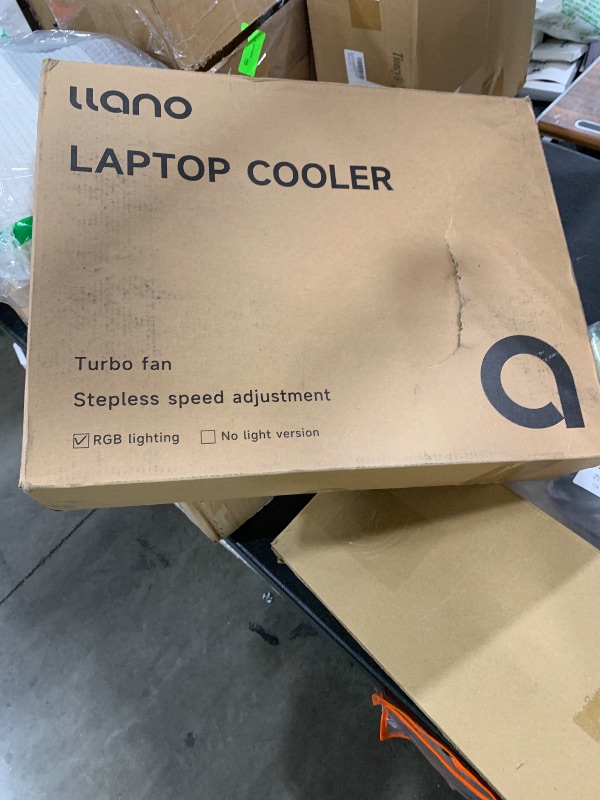 llano
LAPTOP COOLER
Turbo fan
Stepless speed adjustment
☑ RGB lighting ☐ No light version